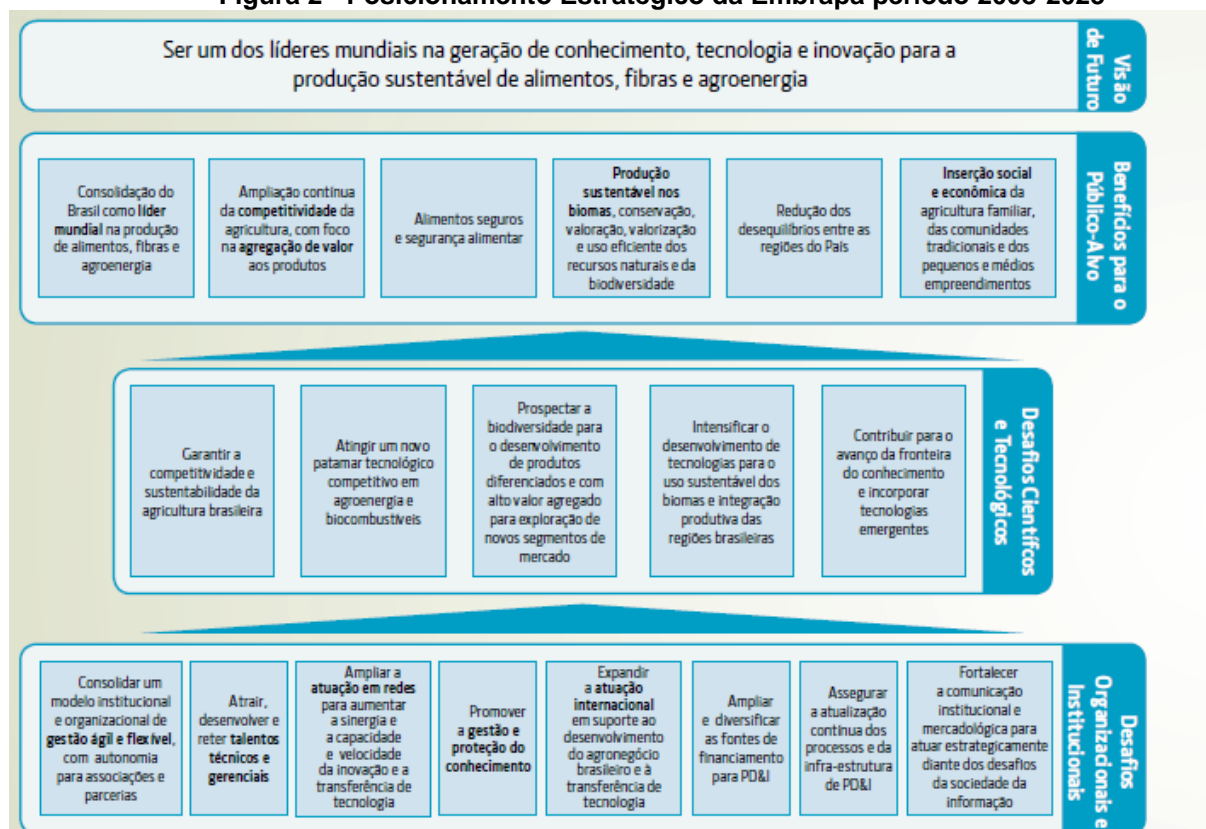 Figura 2 - Posicionamento Estratégico da Embrapa período 2008-2023
Ser um dos líderes mundiais na geração de conhecimento, tecnologia e inovação para a
produção sustentável de alimentos, fibras e agroenergia
Visão
de Futuro
Consolidação do
Brasil como líder
mundial na produção
de alimentos, fibras e
agroenergia
Ampliação contínua
da competitividade da
agricultura, com foco
na agregação de valor
aos produtos
Alimentos seguros
e segurança alimentar
Produção
sustentável nos
biomas, conservação,
valoração, valorização
e uso eficiente dos
recursos naturais e da
biodiversidade
Redução dos
desequilíbrios entre as
regiões do País
Inserção social
e econômica da
agricultura familiar,
das comunidades
tradicionais e dos
pequenos e médios
empreendimentos
Benefícios para o
Público-Alvo
Garantir a
competitividade e
sustentabilidade da
agricultura brasileira
Atingir um novo
patamar tecnológico
competitivo em
agroenergia e
biocombustíveis
Prospectar a
biodiversidade para
o desenvolvimento
de produtos
diferenciados e com
alto valor agregado
para exploração de
novos segmentos de
mercado
Intensificar o
desenvolvimento de
tecnologias para o
uso sustentável dos
biomas e integração
produtiva das
regiões brasileiras
Contribuir para o
avanço da fronteira
do conhecimento
e incorporar
tecnologias
emergentes
Desafios Científcos
e Tecnológicos
Consolidar um
modelo institucional
e organizacional de
gestão ágil e flexível,
com autonomia
para associações e
parcerias
Atrair,
desenvolver e
reter talentos
técnicos e
gerenciais
Ampliar a
atuação em redes
para aumentar
a sinergia e
a capacidade
e velocidade
da inovação e a
transferência de
tecnologia
Promover
a gestão e
proteção do
conhecimento
Expandir
a atuação
internacional
em suporte ao
desenvolvimento
do agronegócio
brasileiro e à
transferência de
tecnologia
Ampliar
e diversificar
as fontes de
financiamento
para PD&I
Assegurar
a atualização
contínua dos
processos e da
infra-estrutura
de PD&I
Fortalecer
a comunicação
institucional e
mercadológica para
atuar estrategicamente
diante dos desafios
da sociedade da
informação
Desafios
Organizacionais e
Institucionais